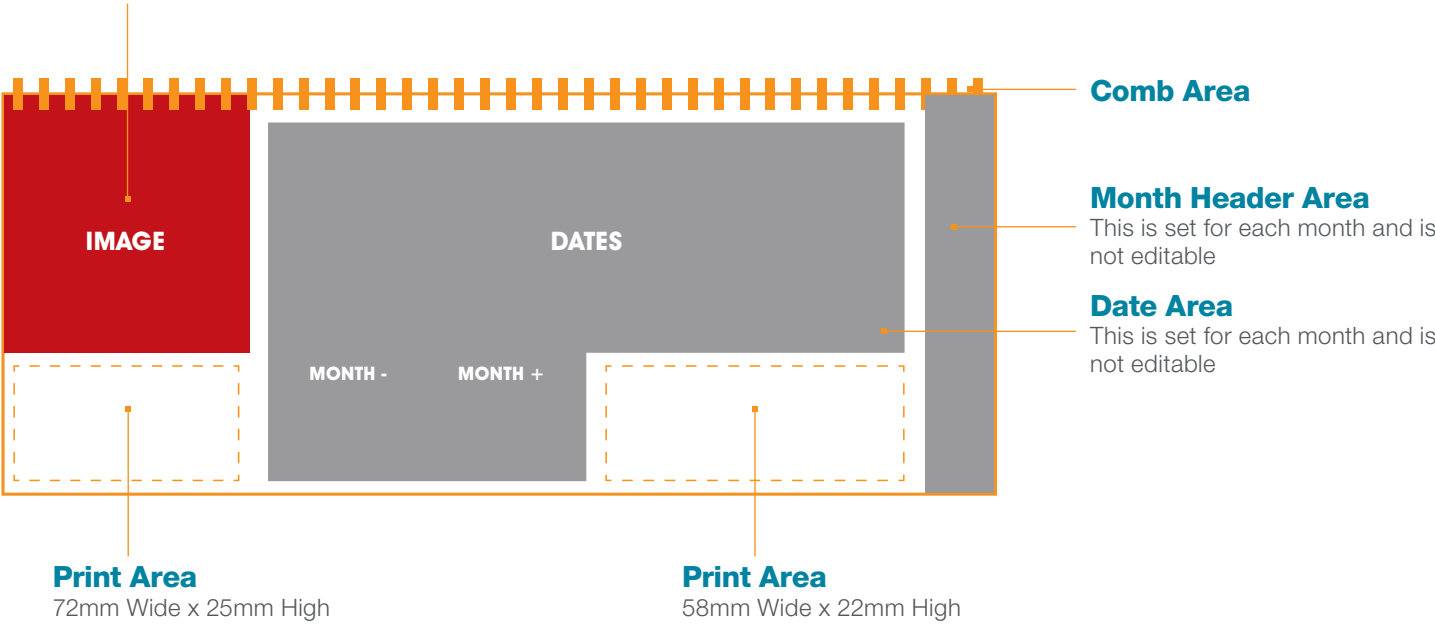 Comb Area
Month Header Area
This is set for each month and is
not editable
IMAGE
DATES
Date Area
This is set for each month and is
not editable
MONTH -
MONTH +
Print Area
72mm Wide x 25mm High
Print Area
58mm Wide x 22mm High